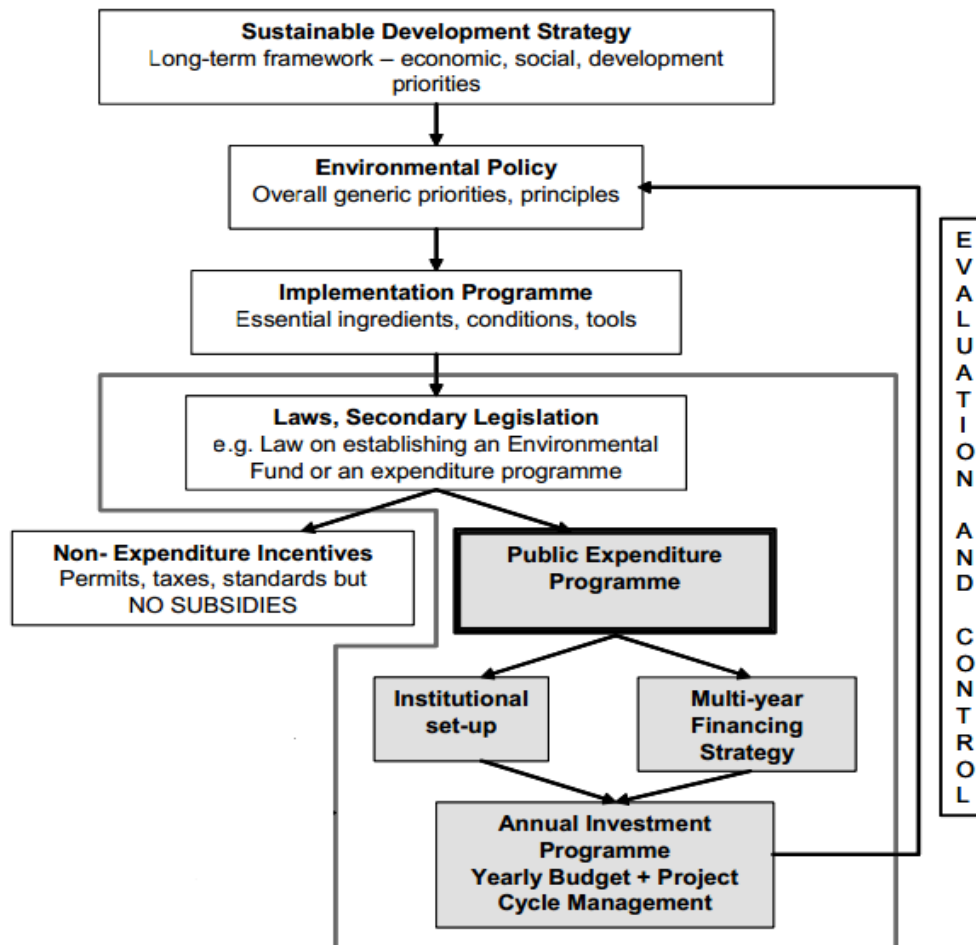 Sustainable Development Strategy
Long-term framework – economic, social, development
priorities
Environmental Policy
Overall generic priorities, principles
Implementation Programme
Essential ingredients, conditions, tools
Laws, Secondary Legislation
e.g. Law on establishing an Environmental
Fund or an expenditure programme
Non- Expenditure Incentives
Permits, taxes, standards but
NO SUBSIDIES
Public Expenditure
Programme
Institutional
set-up
Multi-year
Financing
Strategy
Annual Investment
Programme
Yearly Budget + Project
Cycle Management
EVALUATION AND CONTROL